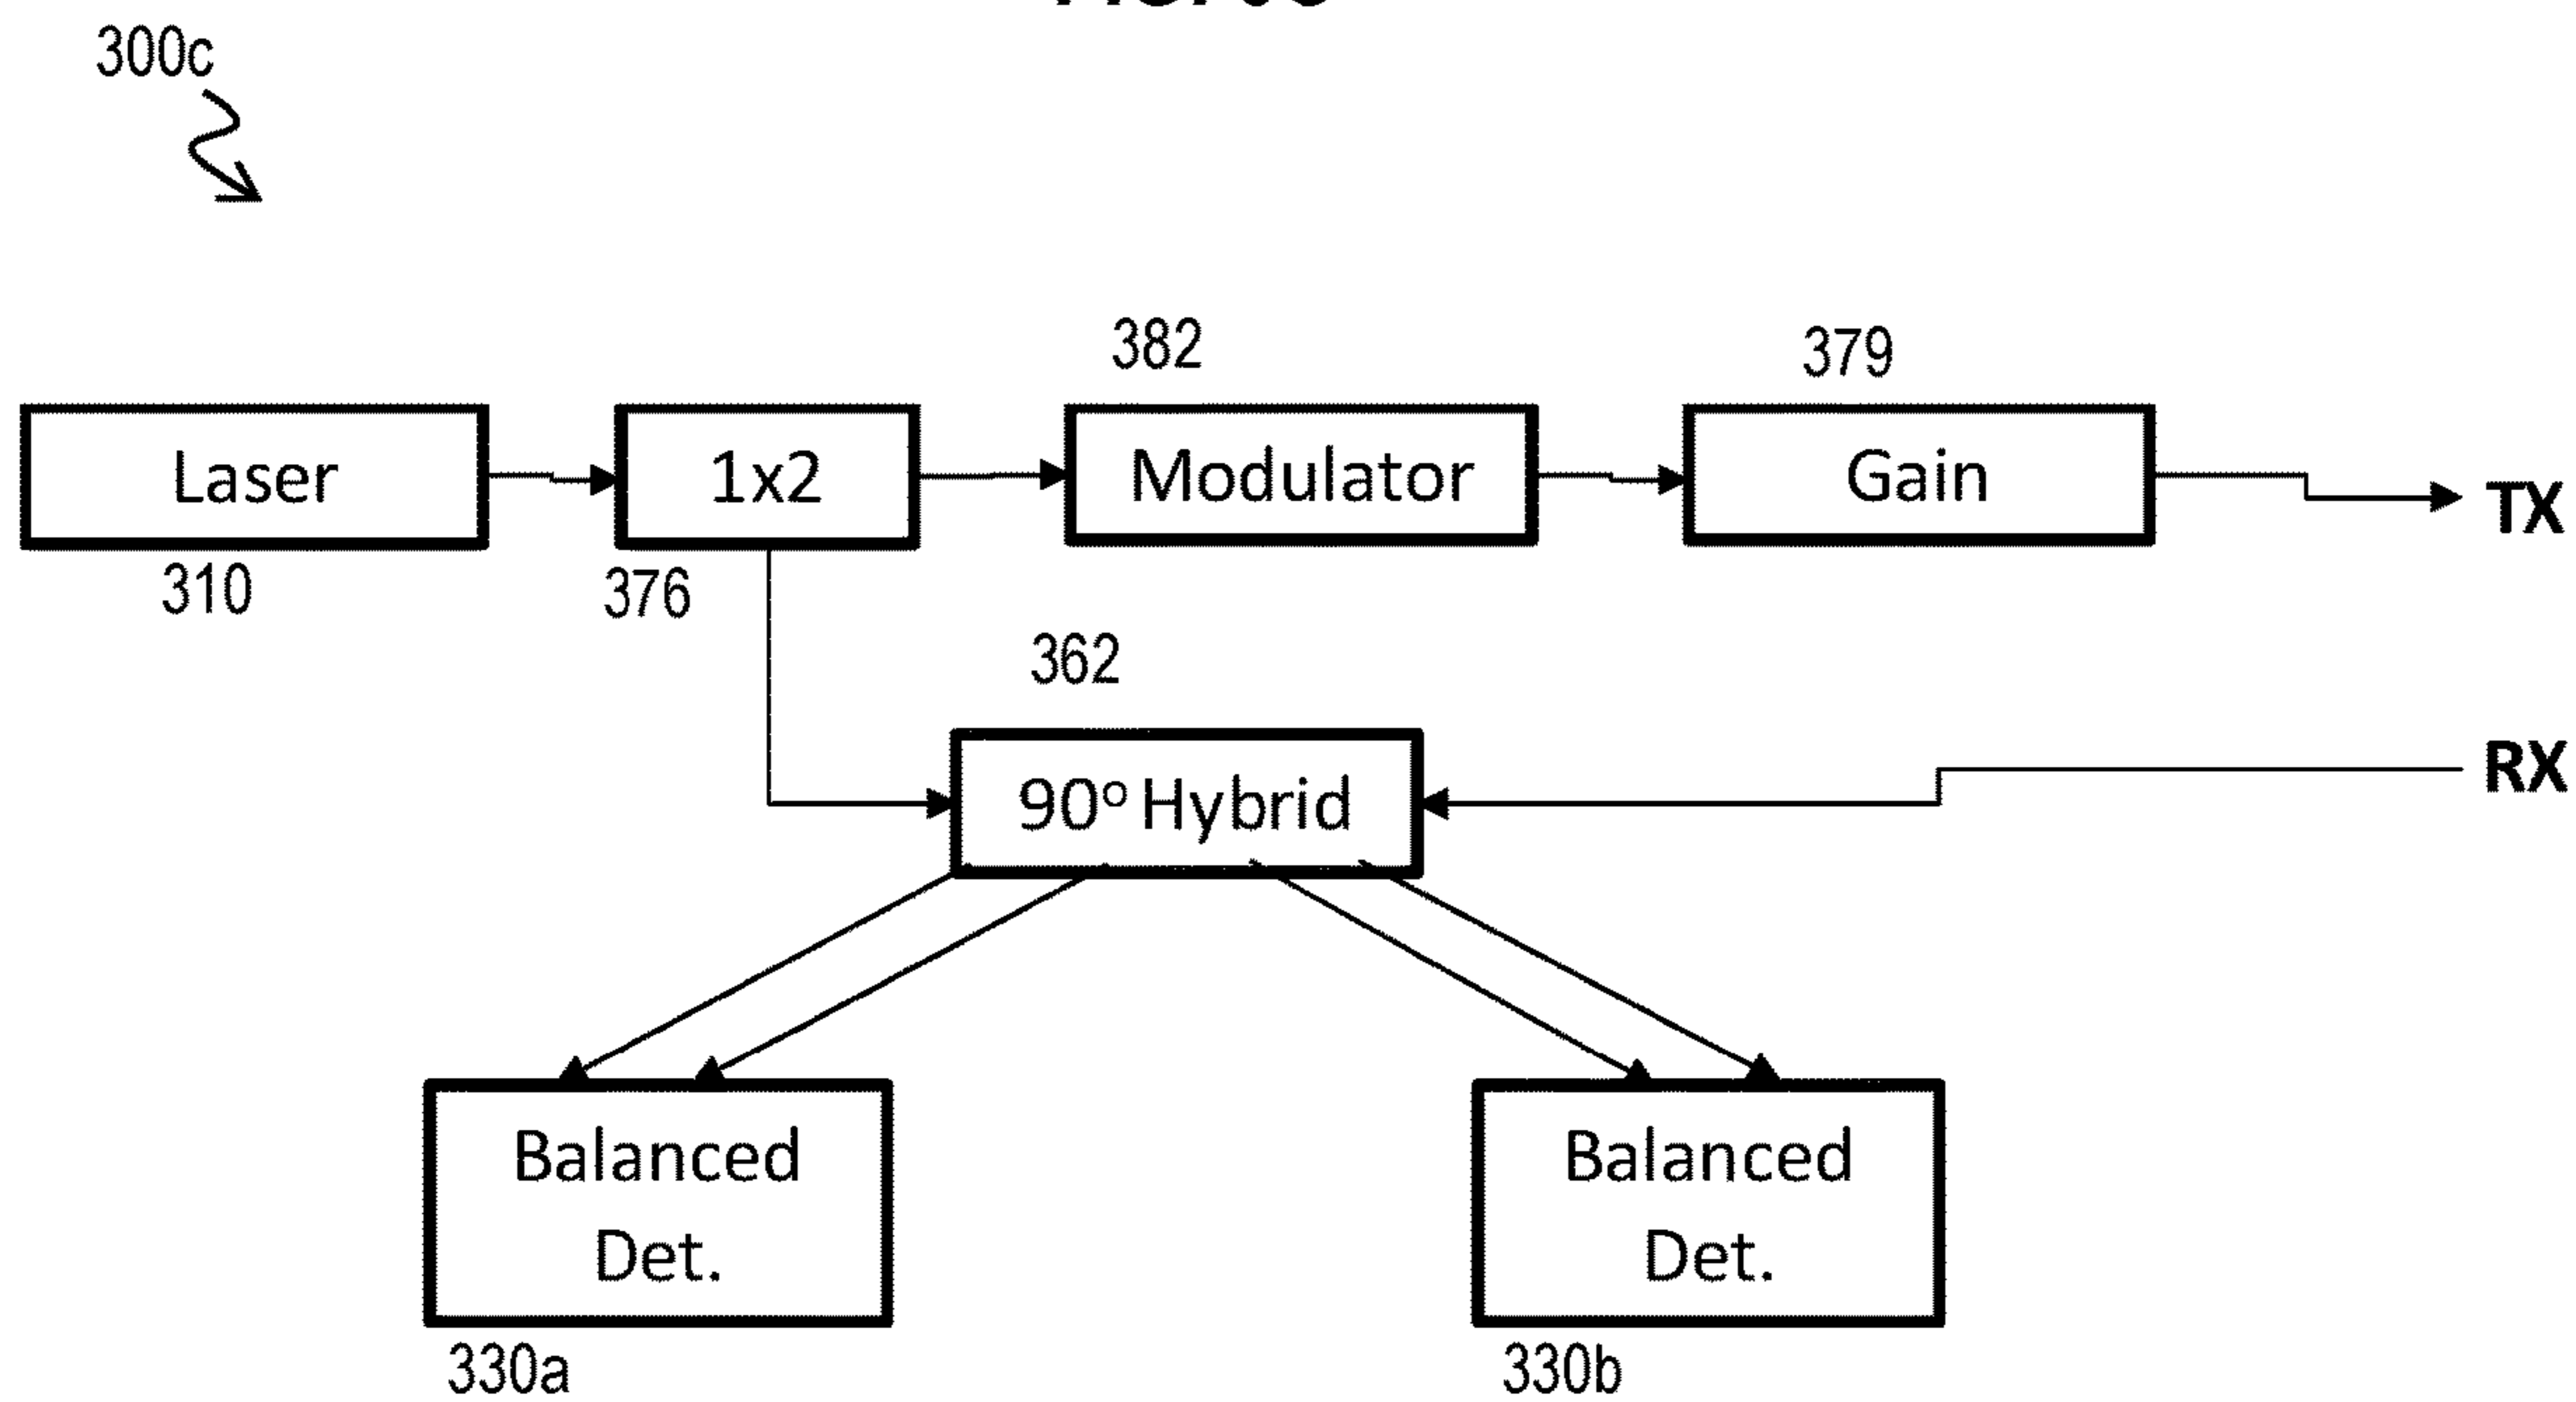 300c
382
379
Laser
1x2
Modulator
Gain
TX
310
376
362
RX
90o Hybrid
Balanced
Det.
Balanced
Det.
330a
330b